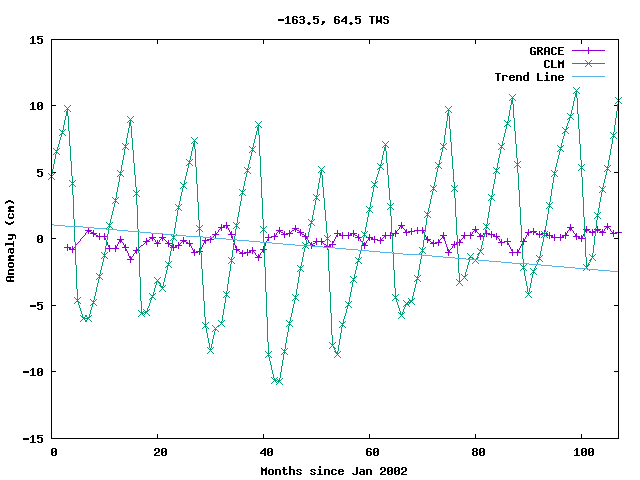 -163.5, 64.5 TWS
GRACE
CLM
Trend Line
15
10
5
0
-5
-10
-15
Anomaly (cm)
0 20 40 60 80 100
Months since Jan 2002